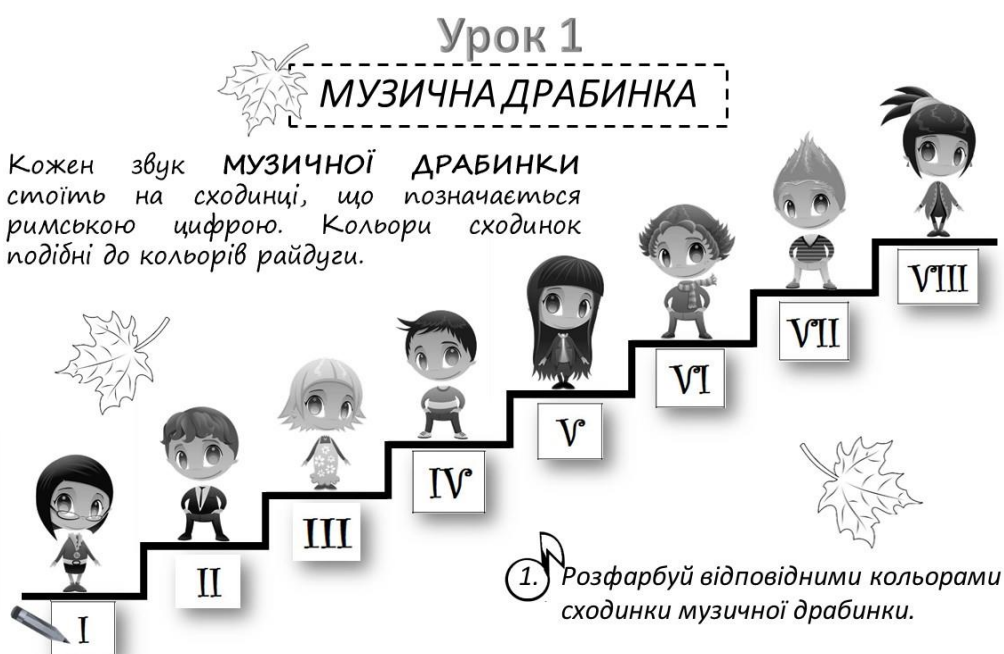 Урок 1
МУЗИЧНА ДРАБИНКА
Кожен звук МУЗИЧНОЇ ДРАБИНКИ
стоїть на сходинці, що позначається
римською цифрою. Кольори сходинок
подібні до кольорів райдуги.
VIII
VII
VI
V
IV
III
II
I
1. Розфарбуй відповідними кольорами
сходинки музичної драбинки.